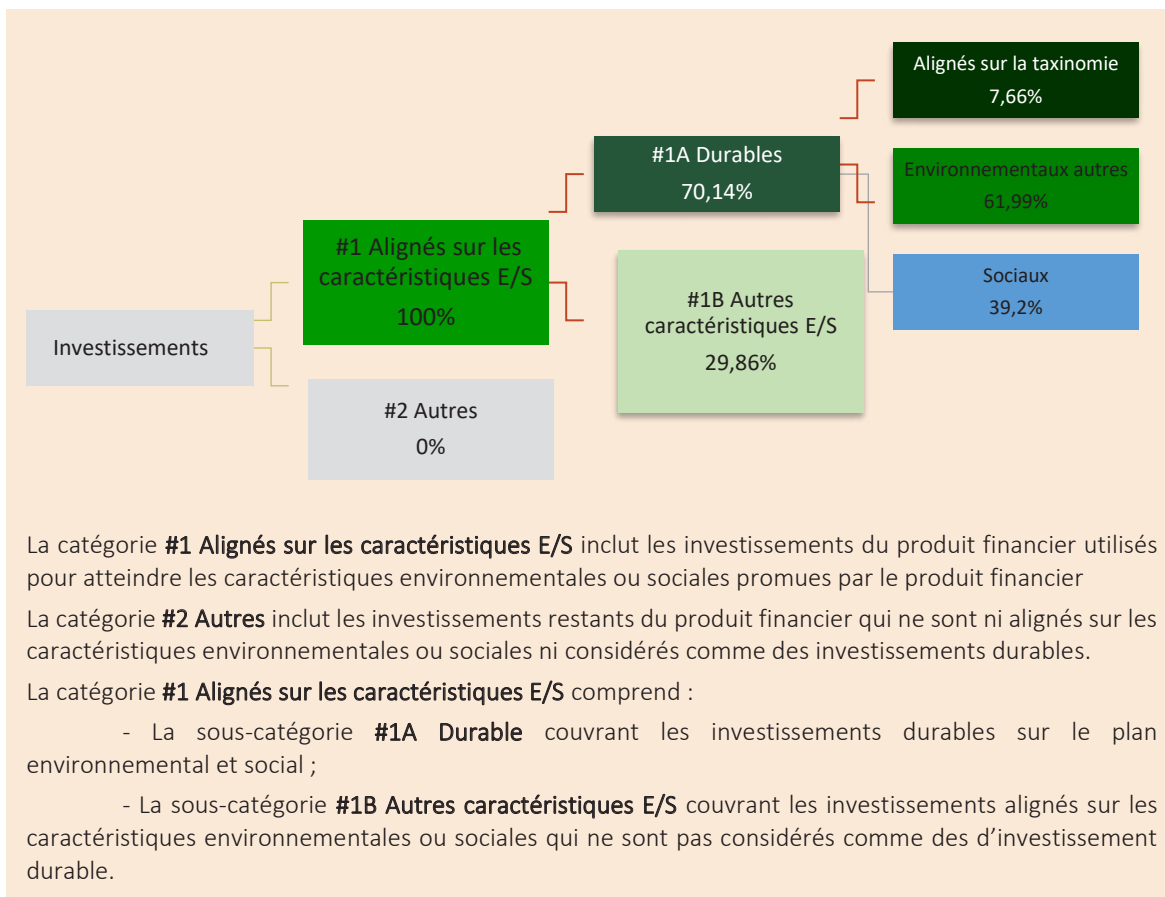 Alignés sur la taxinomie
7,66%
#1A Durables
70,14%
Environnementaux autres
61,99%
#1 Alignés sur les
caractéristiques E/S
100%
#1B Autres
caractéristiques E/S
29,86%
Sociaux
39,2%
Investissements
#2 Autres
0%
La catégorie #1 Alignés sur les caractéristiques E/S inclut les investissements du produit financier utilisés
pour atteindre les caractéristiques environnementales ou sociales promues par le produit financier
La catégorie #2 Autres inclut les investissements restants du produit financier qui ne sont ni alignés sur les
caractéristiques environnementales ou sociales ni considérés comme des investissements durables.
La catégorie #1 Alignés sur les caractéristiques E/S comprend :
- La sous-catégorie #1A Durable couvrant les investissements durables sur le plan
environnemental et social ;
- La sous-catégorie #1B Autres caractéristiques E/S couvrant les investissements alignés sur les
caractéristiques environnementales ou sociales qui ne sont pas considérés comme des d’investissement
durable.